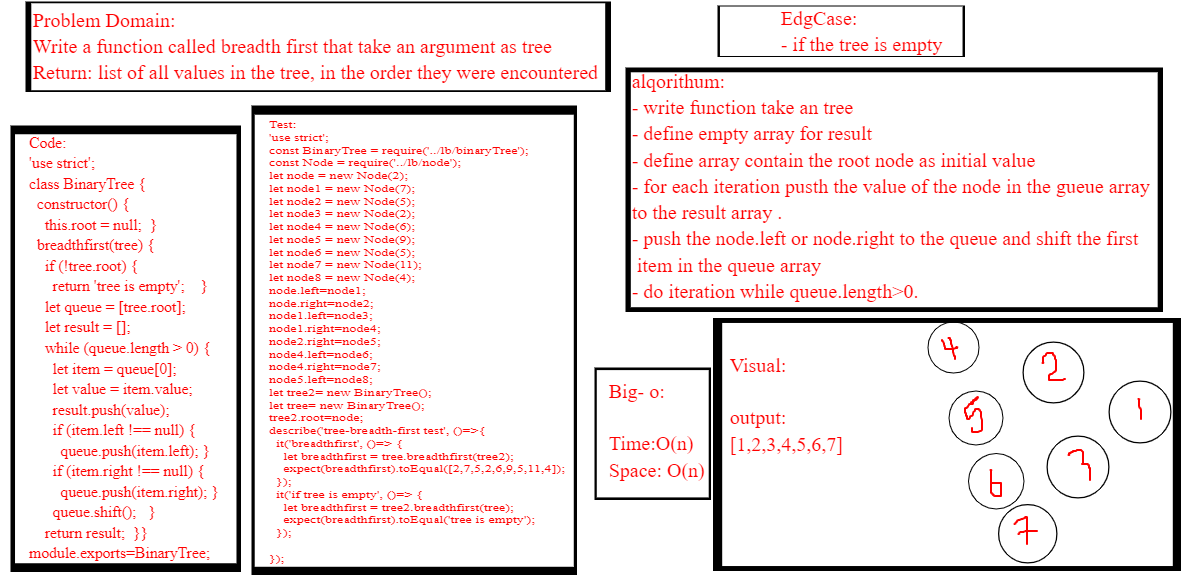 Problem Domain:
Write a function called breadth first that take an argument as tree
Return: list of all values in the tree, in the order they were encountered
EdgCase:
- if the tree is empty
alqorithum:
- write function take an tree
- define empty array for result
- define array contain the root node as initial value
- for each iteration pusth the value of the node in the gueue array
to the result array .
- push the node.left or node.right to the queue and shift the first
item in the queue array
- do iteration while queue.length>0.
Code:
'use strict';
class BinaryTree {
constructor() {
this.root = null; }
breadthfirst(tree) {
if (!tree.root) {
return 'tree is empty'; }
let queue = [tree.root];
let result = [];
while (queue.length > 0) {
let item = queue[0];
let value = item.value;
result.push(value);
if (item.left !== null) {
queue.push(item.left); }
if (item.right !== null) {
queue.push(item.right); }
queue.shift(); }
return result; }}
module.exports=BinaryTree;
Test:
'use strict';
const BinaryTree = require('../lb/binaryTree');
const Node = require('../lb/node');
let node = new Node(2);
let node1 = new Node(7);
let node2 = new Node(5);
let node3 = new Node(2);
let node4 = new Node(6);
let node5 = new Node(9);
let node6 = new Node(5);
let node7 = new Node(11);
let node8 = new Node(4);
node.left=node1;
node.right=node2;
node1.left=node3;
node1.right=node4;
node2.right=node5;
node4.left=node6;
node4.right=node7;
node5.left=node8;
let tree2= new BinaryTree();
let tree= new BinaryTree();
tree2.root=node;
describe('tree-breadth-first test', ()=>{
it('breadthfirst', ()=> {
let breadthfirst = tree.breadthfirst(tree2);
expect(breadthfirst).toEqual([2,7,5,2,6,9,5,11,4]);
});
it('if tree is empty', ()=> {
let breadthfirst = tree2.breadthfirst(tree);
expect(breadthfirst).toEqual('tree is empty');
});
});
Big- o:
Time:O(n)
Space: O(n)
Visual:
output:
[1,2,3,4,5,6,7]
4
2
1
5
3
6
7